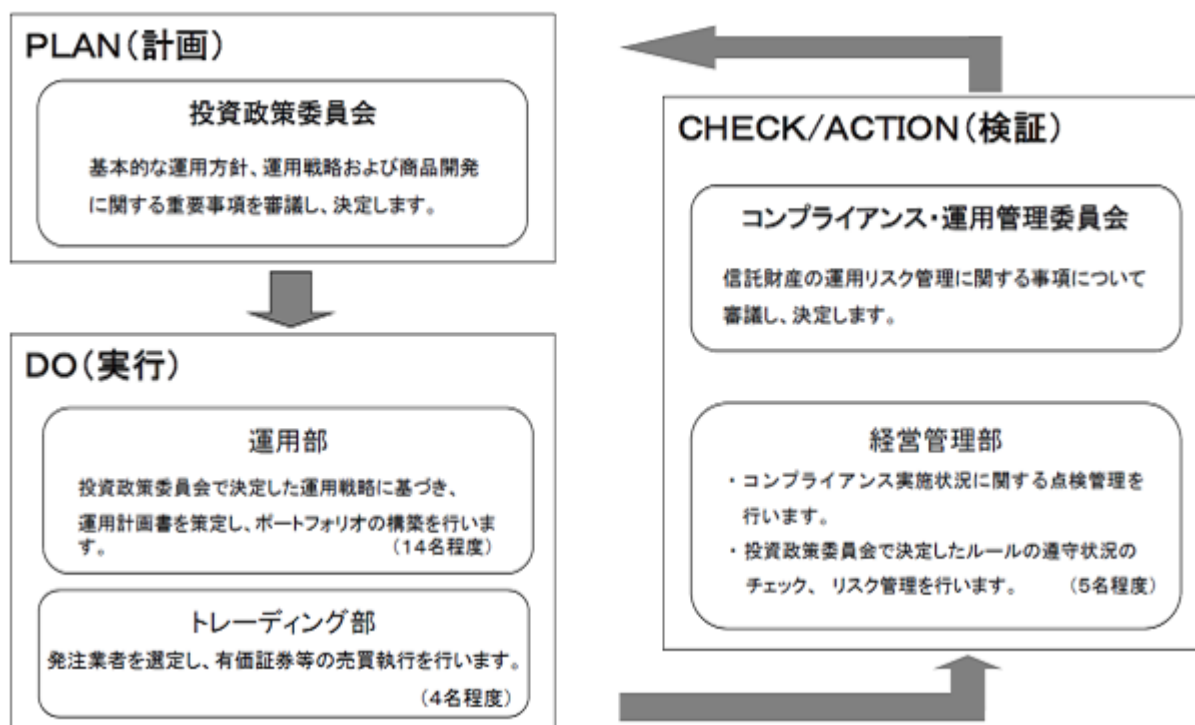 PLAN(計画)
投資政策委員会
基本的な運用方針、運用戦略および商品開発
に関する重要事項を審議し、決定します。
DO(実行)
運用部
投資政策委員会で決定した運用戦略に基づき、
運用計画書を策定し、ポートフォリオの構築を行いま
す。 (14名程度)
トレーディング部
発注業者を選定し、有価証券等の売買執行を行います。
(4名程度)
CHECK/ACTION(検証)
コンプライアンス・運用管理委員会
信託財産の運用リスク管理に関する事項について
審議し、決定します。
経営管理部
・コンプライアンス実施状況に関する点検管理を
行います。
・投資政策委員会で決定したルールの遵守状況の
チェック、 リスク管理を行います。 (5名程度)